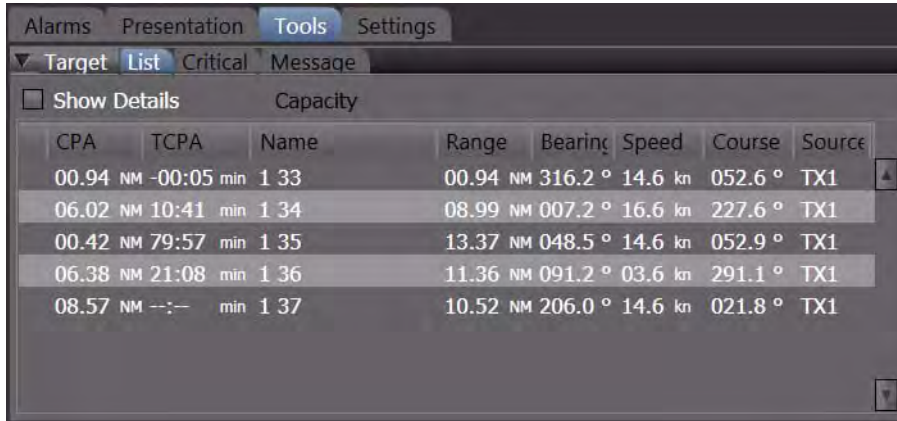 Alarms Presentation Tools Settings
Target List Critical Message
Show Details Capacity
CPA TCPA Name Range Bearing Speed Course Source
00.94 NM -00:05 min 1 33 00.94 NM 316.2 º 14.6 kn 052.6 º TX1
06.02 NM 10:41 min 1 34 08.99 NM 007.2 º 16.6 kn 227.6 º TX1
00.42 NM 79:57 min 1 35 13.37 NM 048.5 º 14.6 kn 052.9 º TX1
06.38 NM 21:08 min 1 36 11.36 NM 091.2 º 03.6 kn 291.1 º TX1
08.57 NM --:-- min 1 37 10.52 NM 206.0 º 14.6 kn 021.8 º TX1